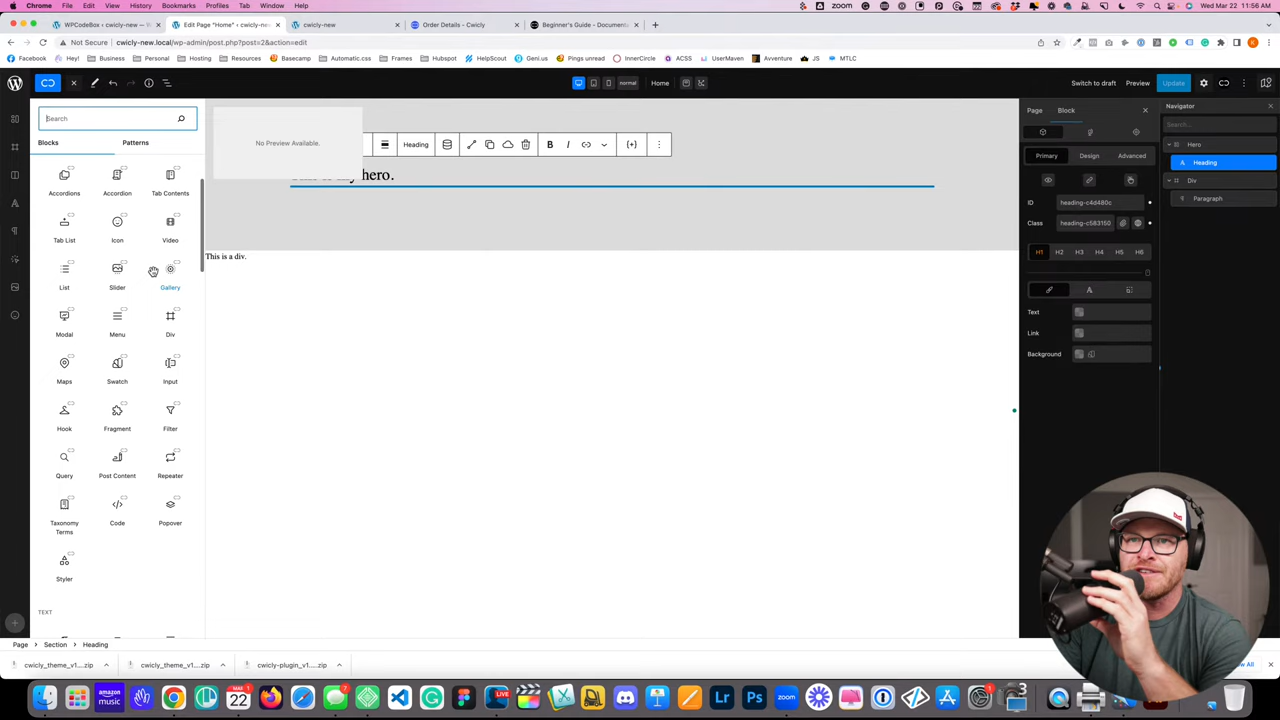 Chrome File Edit View History Bookmarks Profiles Tab Window Help
Wed Mar 22 11:56 AM
WPCodeBox ‹ cwicly-new — W
Edit Page "Home" ‹ cwicly-new
cwicly-new
Order Details - Cwicly
Beginner's Guide - Documenta
Not Secure
cwicly-new.local/wp-admin/post.php?post=2&action=edit
Facebook Hey! Business Personal Hosting Resources Basecamp Automatic.css Frames Hubspot HelpScout Geni.us Pings unread InnerCircle ACSS UserMaven Avventure JS MTLC
normal
Home
Switch to draft Preview Update
Search
Blocks Patterns
Accordions Accordion Tab Contents
Tab List Icon Video
List Slider Gallery
Modal Menu Div
Maps Swatch Input
Hook Fragment Filter
Query Post Content Repeater
Taxonomy Terms Code Popover
Styler
TEXT
No Preview Available.
Heading
hero.
This is a div.
Page Block
Primary Design Advanced
ID heading-c4d480c
Class heading-c583150
H1 H2 H3 H4 H5 H6
Text
Link
Background
Navigator
Search...
Hero
Heading
Div
Paragraph
Page Section Heading
cwicly_theme_v1....zip
cwicly_theme_v1....zip
cwicly-plugin_v1....zip